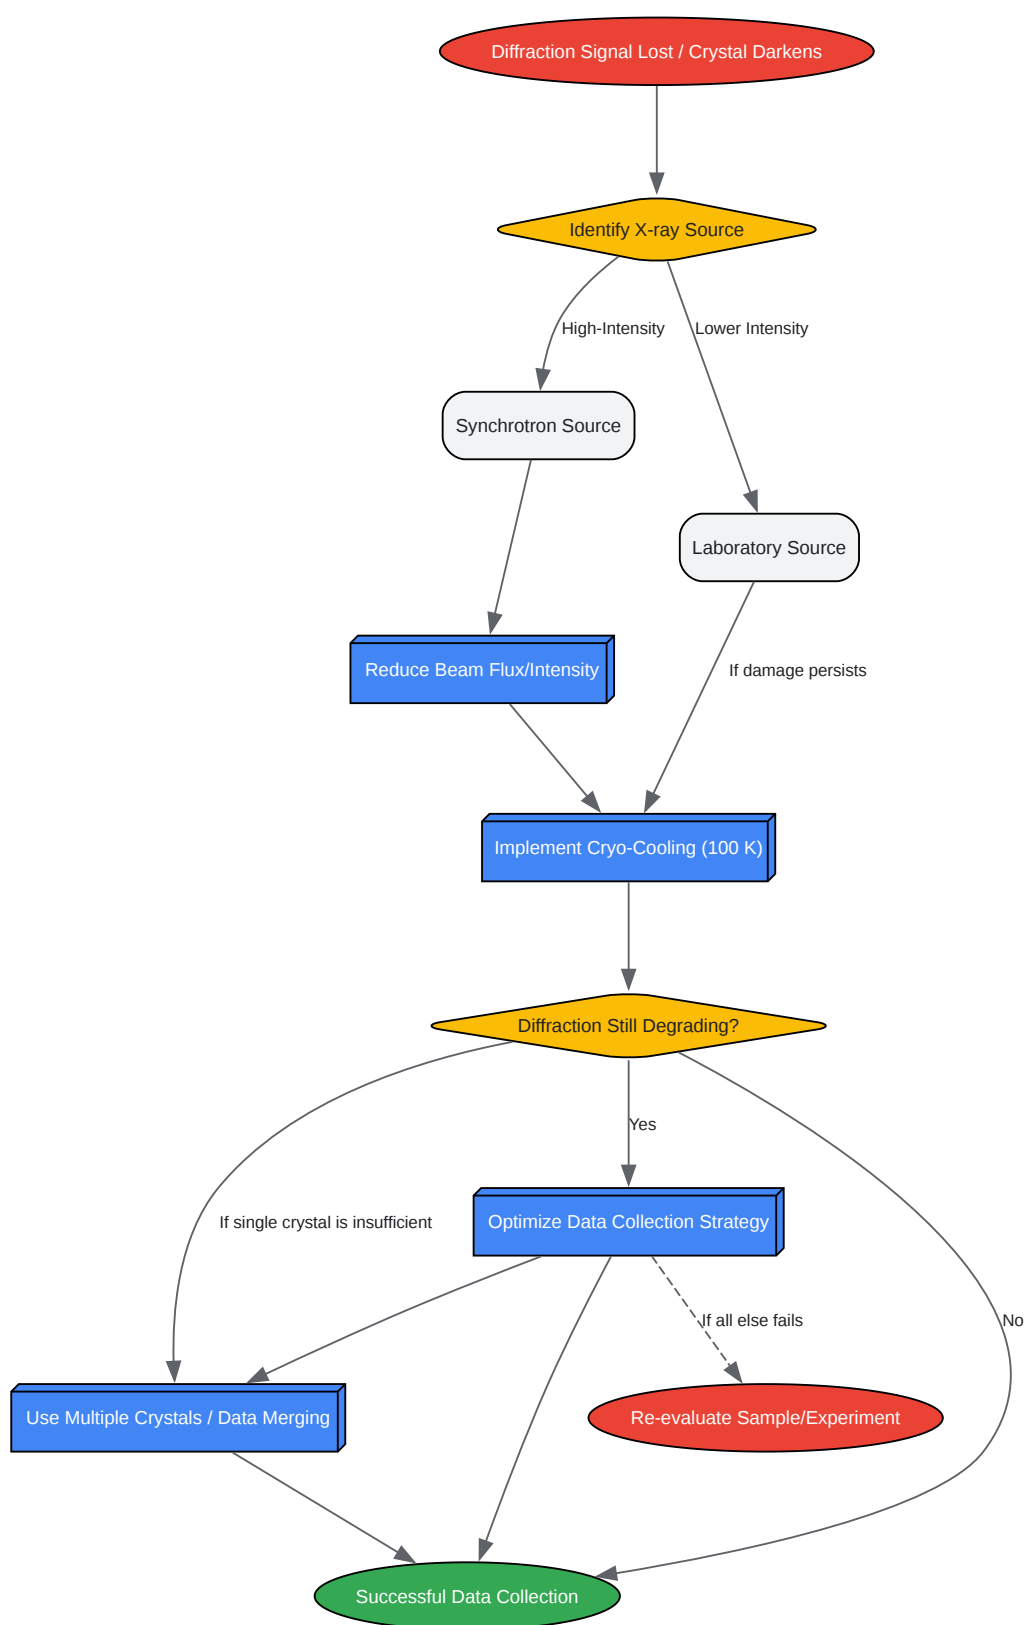 Diffraction Signal Lost / Crystal Darkens
Identify X-ray Source
High-Intensity
Lower Intensity
Synchrotron Source
Laboratory Source
Reduce Beam Flux/Intensity
If damage persists
Implement Cryo-Cooling (100 K)
Diffraction Still Degrading?
Yes
If single crystal is insufficient
Optimize Data Collection Strategy
If all else fails
No
Use Multiple Crystals / Data Merging
Re-evaluate Sample/Experiment
Successful Data Collection